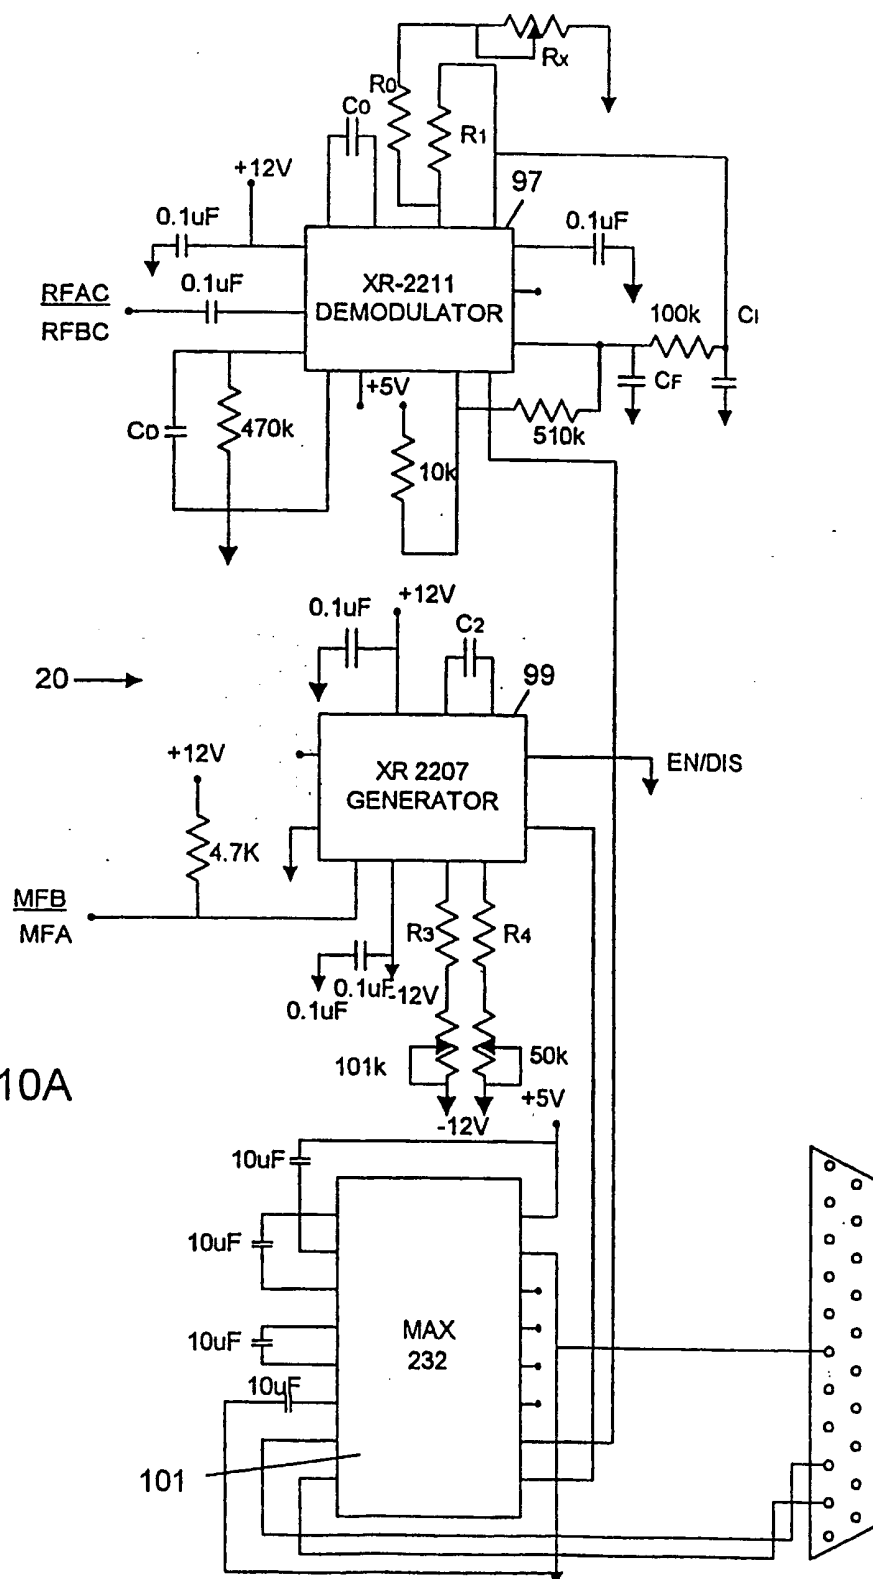 Rx
R0
C0
R1
+12V
97
0.1uF
0.1uF
XR-2211
DEMODULATOR
RFAC
RFBC
0.1uF
100k
CI
+5V
CF
CD
470k
510k
10k
+12V
0.1uF
C2
20
99
+12V
EN/DIS
XR 2207
GENERATOR
4.7K
MFB
MFA
R3
R4
0.1uF
-12V
0.1uF
101k
50k
10A
+5V
-12V
10uF
10uF
MAX
232
10uF
10uF
101